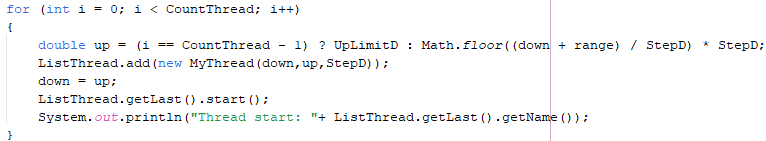 for (int i = 0; i < CountThread; i++)
{
    double up = (i == CountThread - 1) ? UpLimitD : Math.floor((down + range) / StepD) * StepD;
    ListThread.add(new MyThread(down,up,StepD));
    down = up;
    ListThread.getLast().start();
    System.out.println("Thread start: "+ ListThread.getLast().getName());
}